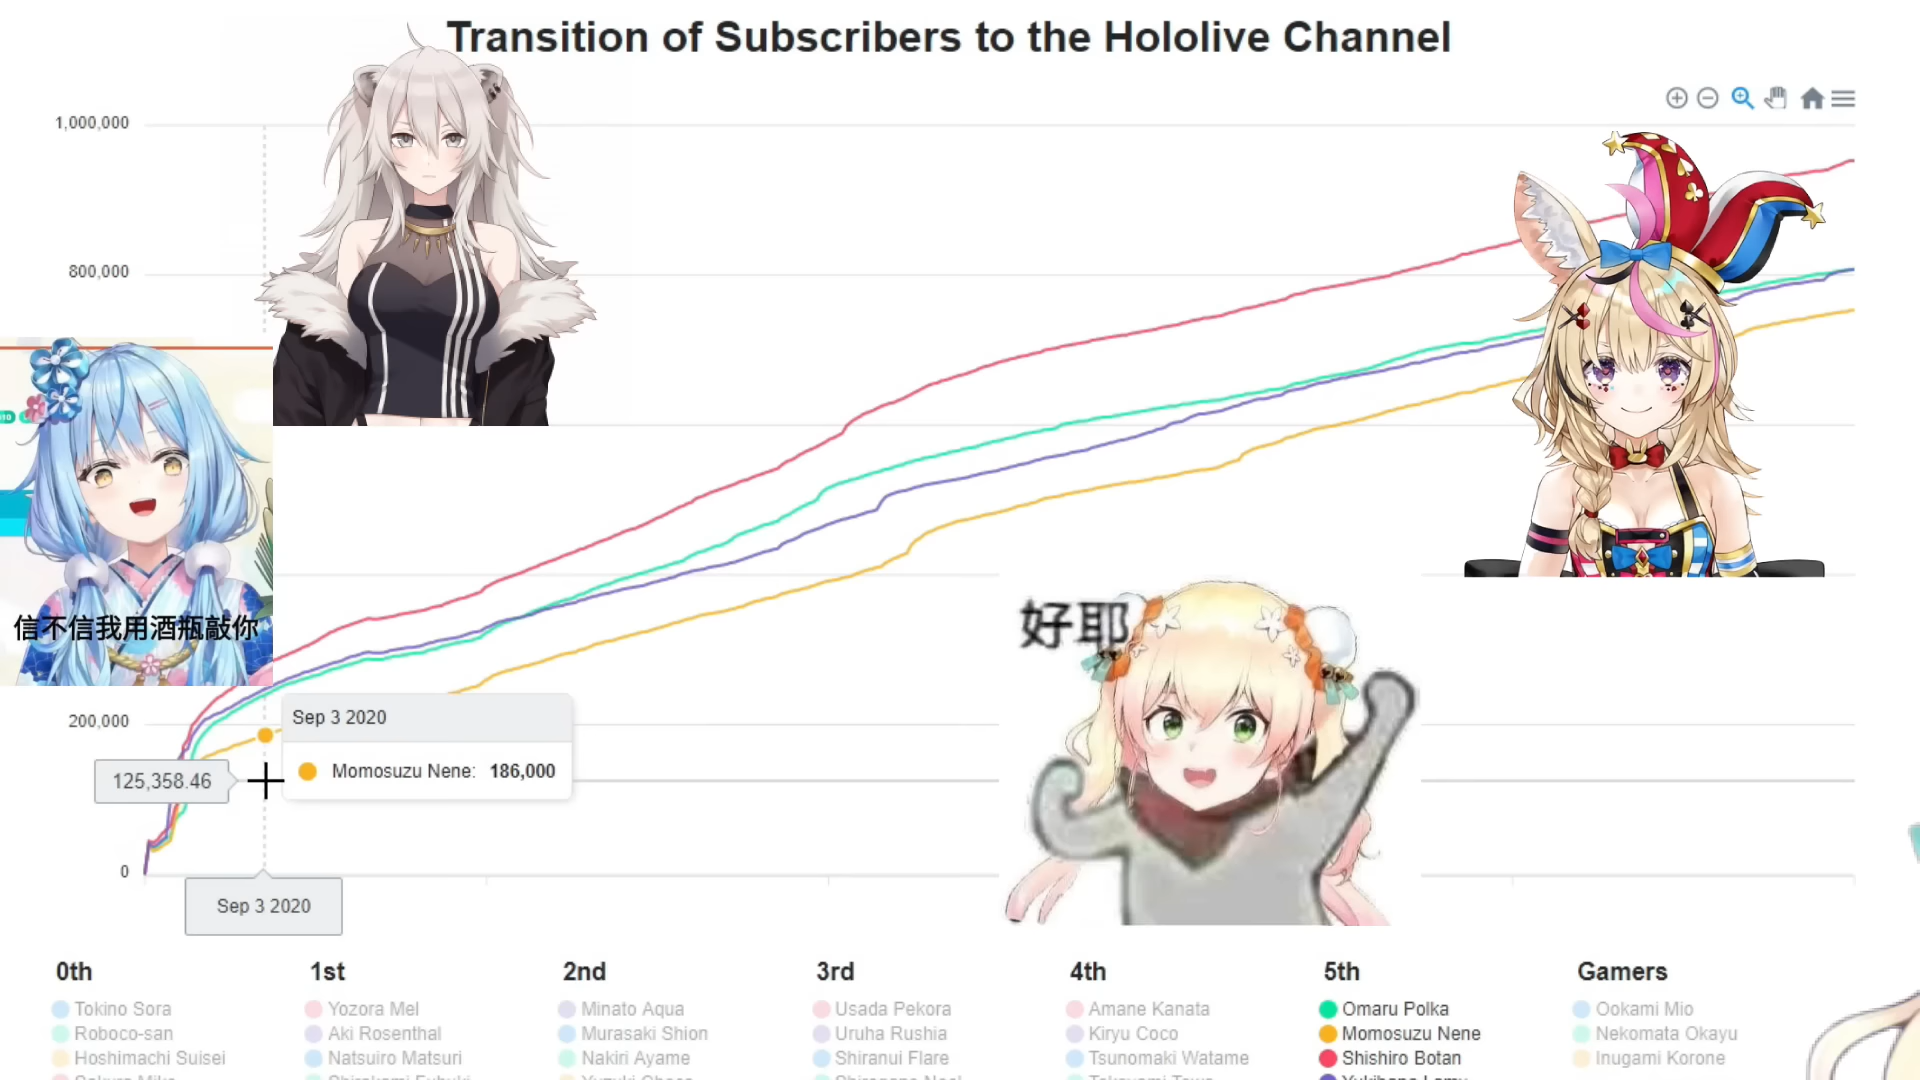 Transition of Subscribers to the Hololive Channel
1,000,000
800,000
信不信我用酒瓶敲你
好耶
200,000
Sep 3 2020
Momosuzu Nene: 186,000
125,358.46
0
Sep 3 2020
0th
1st
2nd
3rd
4th
5th
Gamers
Tokino Sora
Yozora Mel
Minato Aqua
Usada Pekora
Amane Kanata
Omaru Polka
Ookami Mio
Roboco-san
Aki Rosenthal
Murasaki Shion
Uruha Rushia
Kiryu Coco
Momosuzu Nene
Nekomata Okayu
Hoshimachi Suisei
Natsuiro Matsuri
Nakiri Ayame
Shiranui Flare
Tsunomaki Watame
Shishiro Botan
Inugami Korone